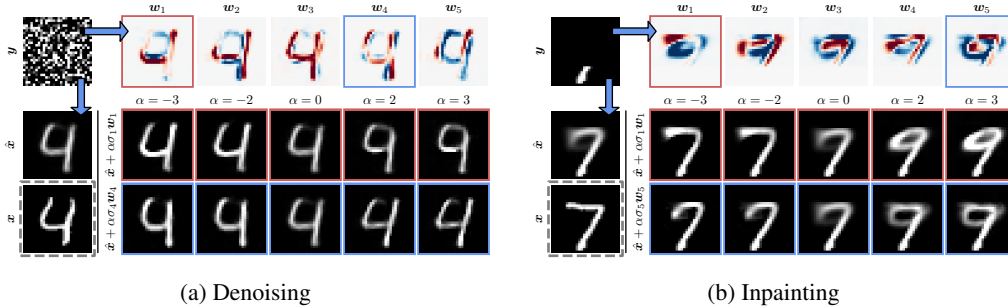 w₁ w₂ w₃ w₄ w₅
y
α = −3 α = −2 α = 0 α = 2 α = 3
x̂
x̂ + ασ₁w₁
x
x̂ + ασ₄w₄
(a) Denoising
w₁ w₂ w₃ w₄ w₅
y
α = −3 α = −2 α = 0 α = 2 α = 3
x̂
x̂ + ασ₁w₁
x
x̂ + ασ₅w₅
(b) Inpainting